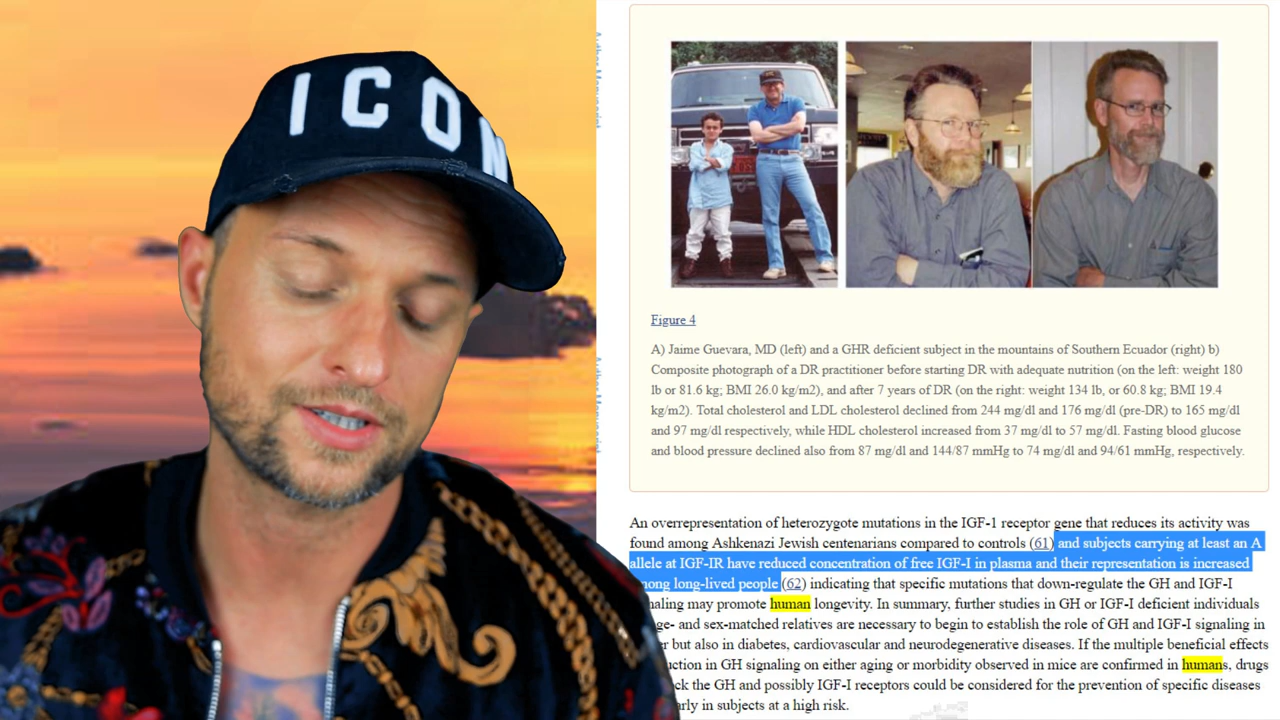 ICON
Figure 4
A) Jaime Guevara, MD (left) and a GHR deficient subject in the mountains of Southern Ecuador (right) b)
Composite photograph of a DR practitioner before starting DR with adequate nutrition (on the left: weight 180
lb or 81.6 kg; BMI 26.0 kg/m2), and after 7 years of DR (on the right: weight 134 lb, or 60.8 kg; BMI 19.4
kg/m2). Total cholesterol and LDL cholesterol declined from 244 mg/dl and 176 mg/dl (pre-DR) to 165 mg/dl
and 97 mg/dl respectively, while HDL cholesterol increased from 37 mg/dl to 57 mg/dl. Fasting blood glucose
and blood pressure declined also from 87 mg/dl and 144/87 mmHg to 74 mg/dl and 94/61 mmHg, respectively.
An overrepresentation of heterozygote mutations in the IGF-1 receptor gene that reduces its activity was
found among Ashkenazi Jewish centenarians compared to controls (61) and subjects carrying at least an A
allele at IGF-IR have reduced concentration of free IGF-I in plasma and their representation is increased
mong long-lived people (62) indicating that specific mutations that down-regulate the GH and IGF-I
naling may promote human longevity. In summary, further studies in GH or IGF-I deficient individuals
ge- and sex-matched relatives are necessary to begin to establish the role of GH and IGF-I signaling in
er but also in diabetes, cardiovascular and neurodegenerative diseases. If the multiple beneficial effects
uction in GH signaling on either aging or morbidity observed in mice are confirmed in humans, drugs
ck the GH and possibly IGF-I receptors could be considered for the prevention of specific diseases
arly in subjects at a high risk.